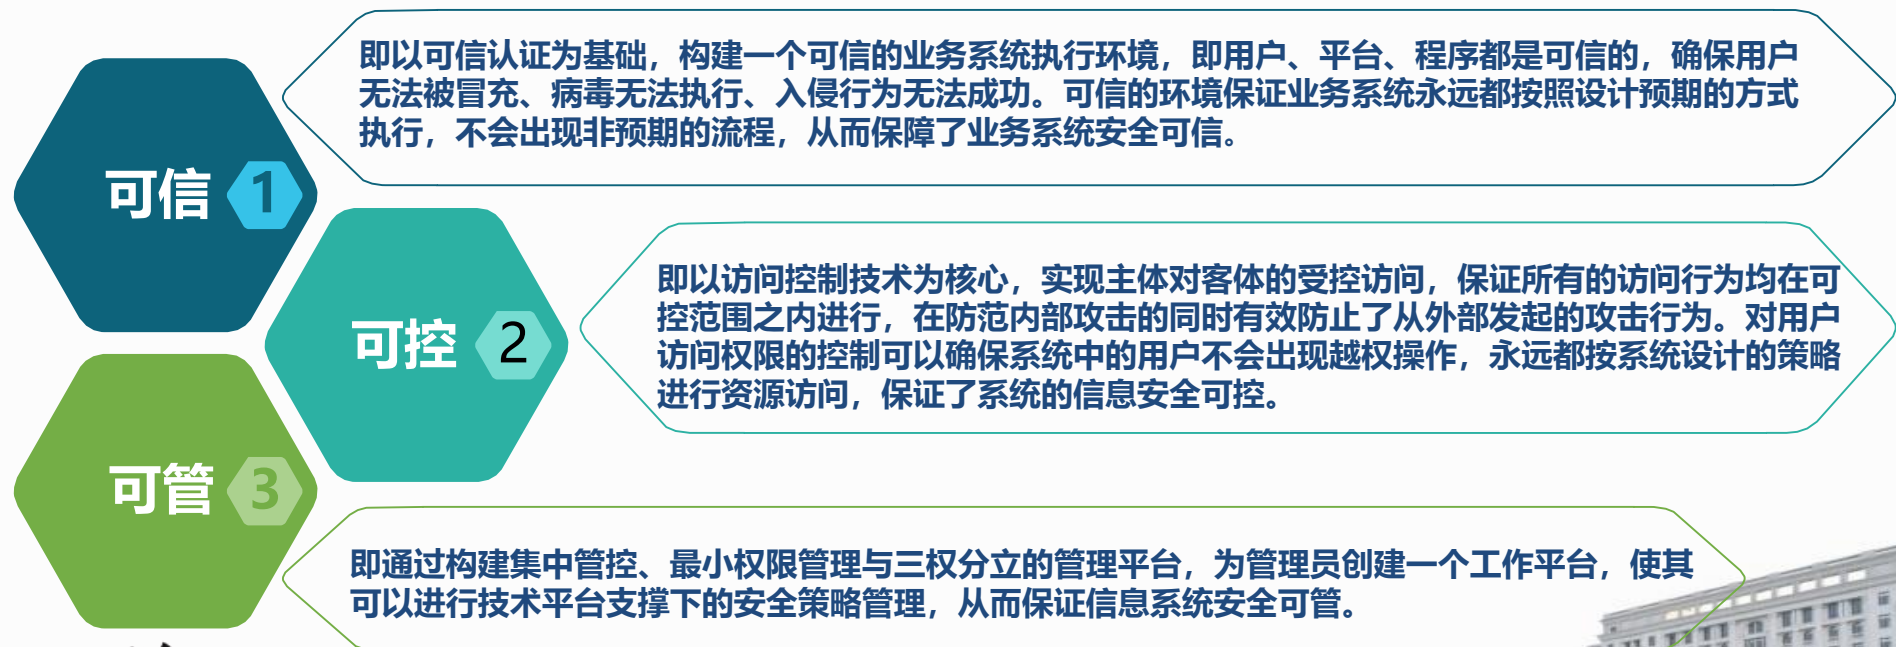 可信 1
即以可信认证为基础，构建一个可信的业务系统执行环境，即用户、平台、程序都是可信的，确保用户
无法被冒充、病毒无法执行、入侵行为无法成功。可信的环境保证业务系统永远都按照设计预期的方式
执行，不会出现非预期的流程，从而保障了业务系统安全可信。
可控 2
即以访问控制技术为核心，实现主体对客体的受控访问，保证所有的访问行为均在可
控范围之内进行，在防范内部攻击的同时有效防止了从外部发起的攻击行为。对用户
访问权限的控制可以确保系统中的用户不会出现越权操作，永远都按系统设计的策略
进行资源访问，保证了系统的信息安全可控。
可管 3
即通过构建集中管控、最小权限管理与三权分立的管理平台，为管理员创建一个工作平台，使其
可以进行技术平台支撑下的安全策略管理，从而保证信息系统安全可管。